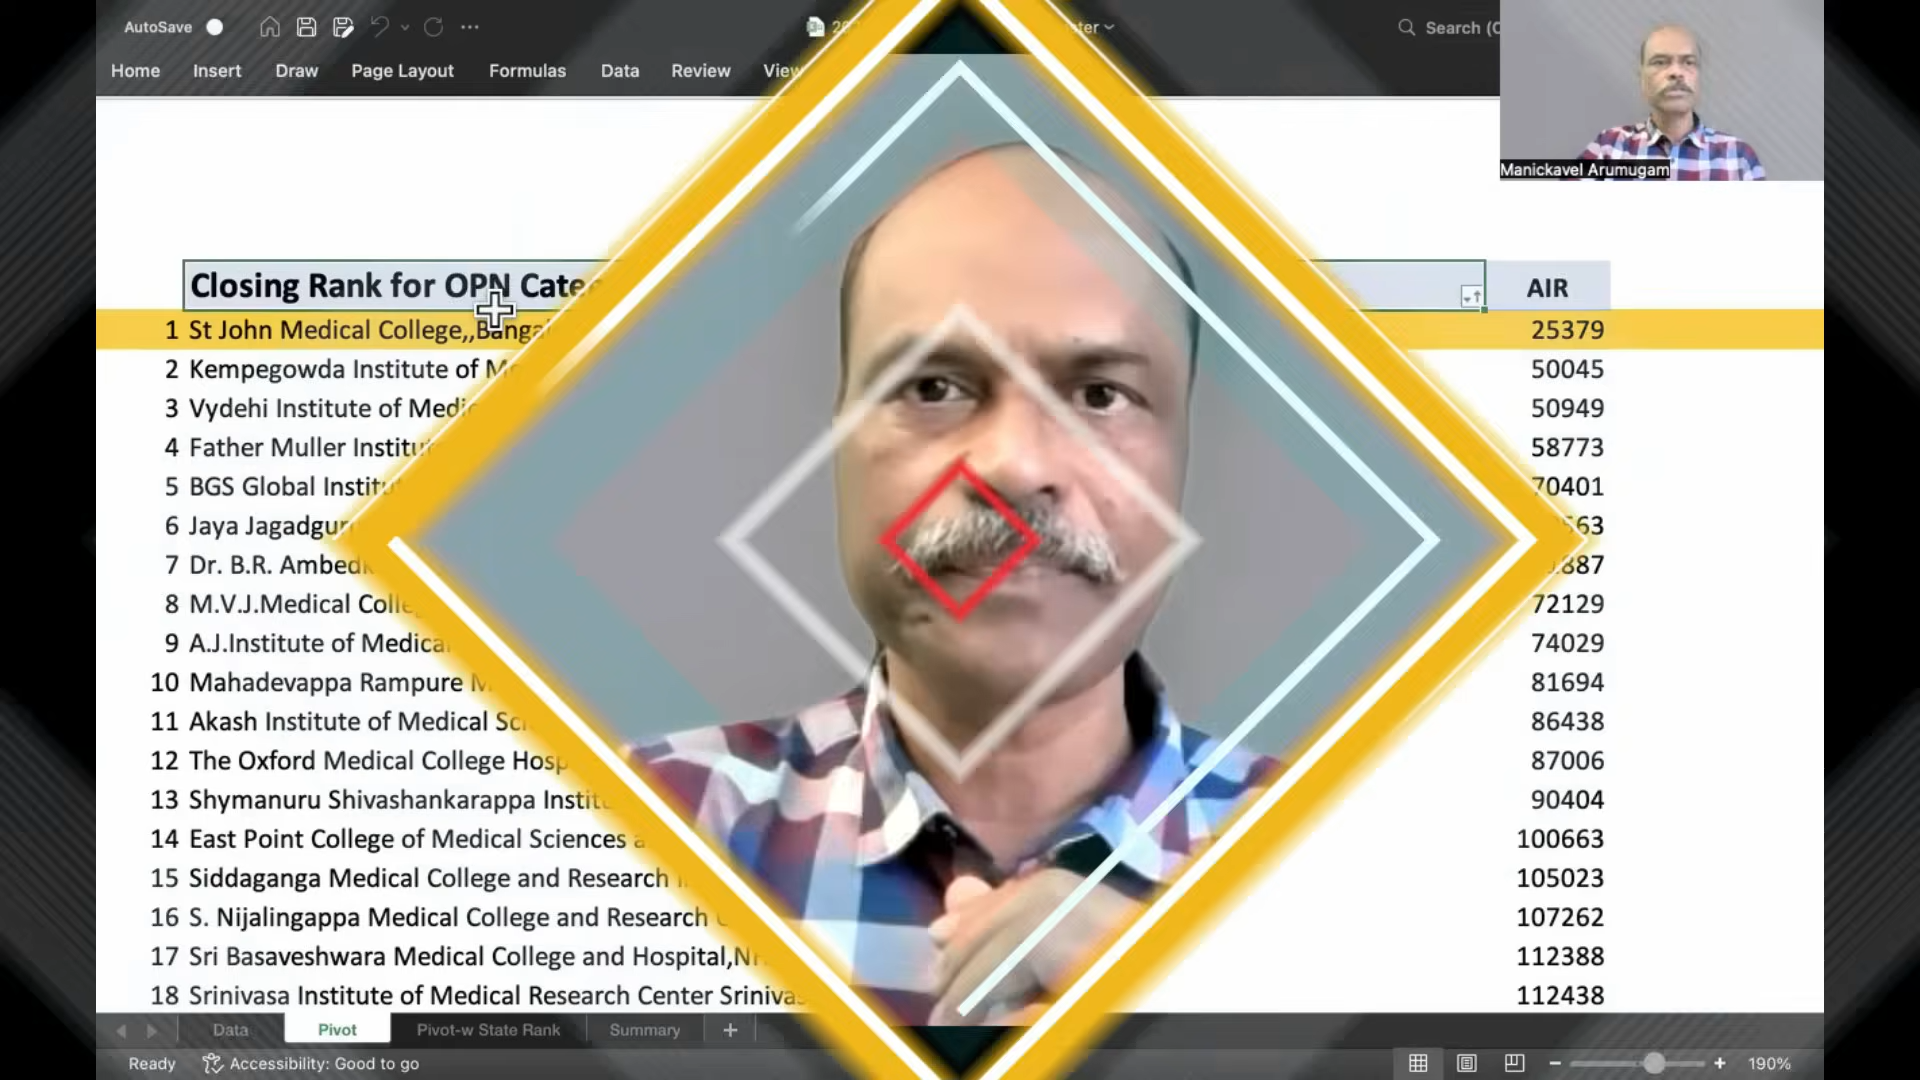 AutoSave
Search (C
Home Insert Draw Page Layout Formulas Data Review View
Manickavel Arumugam
Closing Rank for OPN AIR
1 St John Medical College,, 25379
2 Kempegowda Institute of 50045
3 Vydehi Institute of 50949
4 Father Muller 58773
5 BGS Global 70401
6 Jaya
7 Dr. B.R.
8 M.V.J.Medical 72129
9 A.J.Institute of Medical 74029
10 Mahadevappa Rampure 81694
11 Akash Institute of Medical 86438
12 The Oxford Medical College 87006
13 Shymanuru Shivashankarappa 90404
14 East Point College of Medical Sciences 100663
15 Siddaganga Medical College and Research 105023
16 S. Nijalingappa Medical College and Research 107262
17 Sri Basaveshwara Medical College and Hospital, 112388
18 Srinivasa Institute of Medical Research Center 112438
Data Pivot Pivot-w State Rank Summary +
Ready Accessibility: Good to go 190%